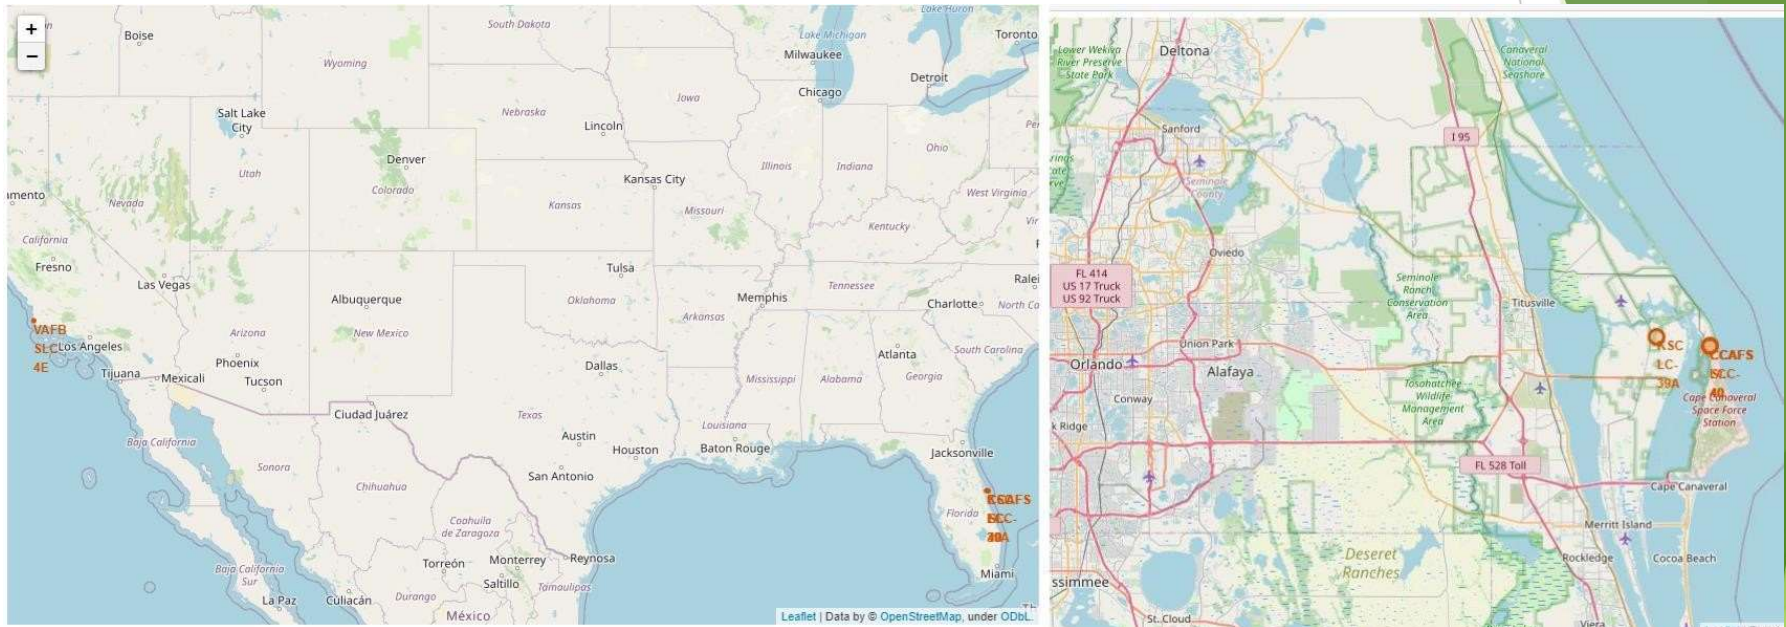 +
−
Boise
South Dakota
Lake Huron
Toronto
Lake Michigan
Milwaukee
Wyoming
Detroit
Chicago
Iowa
Salt Lake
City
Nebraska
Lincoln
Ohio
Illinois
Indiana
Denver
Utah
Kansas City
Colorado
West Virginia
amento
Nevada
Kansas
Missouri
Kentucky
California
Fresno
Las Vegas
Tulsa
Ralei
Albuquerque
Memphis
Tennessee
Charlotte
North Ca
Oklahoma
VAFB
SLC
4E
Los Angeles
Arizona
New Mexico
Arkansas
Phoenix
Atlanta
South Carolina
Dallas
Tijuana
Mexicali
Tucson
Mississippi
Alabama
Georgia
Ciudad Juárez
Texas
Louisiana
Austin
Baja California
Houston
Baton Rouge
Jacksonville
Sonora
San Antonio
Chihuahua
Florida
Coahuila
de Zaragoza
Torreón
Monterrey
Reynosa
Baja California
Sur
Saltillo
Tamaulipas
Miami
Durango
La Paz
Culiacán
México
Leaflet | Data by © OpenStreetMap, under ODbL.
Lower Wekiva
River Preserve
State Park
Deltona
Canaveral
National
Seashore
Sanford
I 95
Seminole
County
Oviedo
FL 414
US 17 Truck
US 92 Truck
Seminole
Ranch
Conservation
Area
Titusville
Union Park
KSC
LC-
39A
CCAFS
Orlando
Alafaya
Tosohatchee
Wildlife
Management
Area
Conway
Cape Canaveral
Space Force
Station
k Ridge
FL 528 Toll
Cape Canaveral
Merritt Island
Deseret
Ranches
Rockledge
Cocoa Beach
ssimmee
St. Cloud
Viera